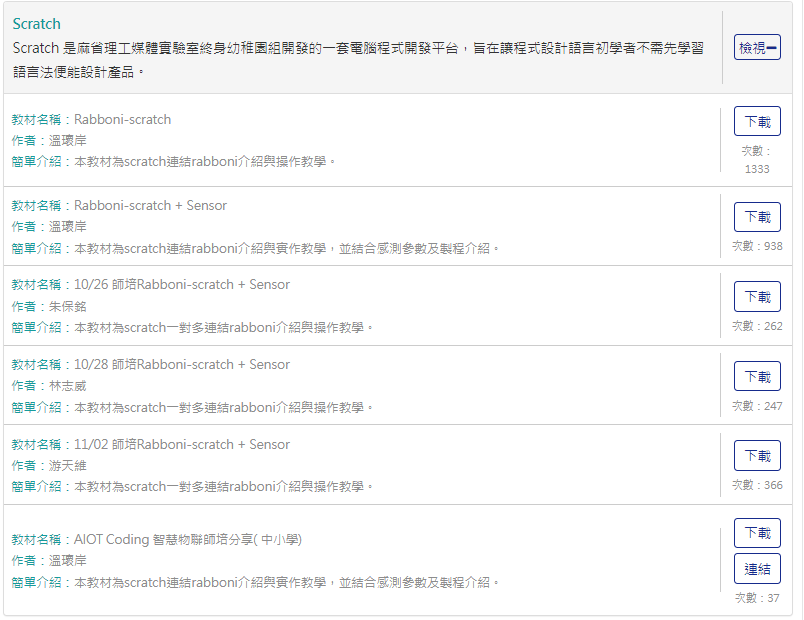 Scratch
Scratch 是麻省理工媒體實驗室終身幼稚園組開發的一套電腦程式開發平台，旨在讓程式設計語言初學者不需先學習
語言法便能設計產品。
檢視
教材名稱：Rabboni-scratch
作者：溫瓌岸
簡單介紹：本教材為scratch連結rabboni介紹與操作教學。
下載
次數：
1333
教材名稱：Rabboni-scratch + Sensor
作者：溫瓌岸
簡單介紹：本教材為scratch連結rabboni介紹與實作教學，並結合感測參數及製程介紹。
下載
次數：938
教材名稱：10/26 師培Rabboni-scratch + Sensor
作者：朱保銘
簡單介紹：本教材為scratch一對多連結rabboni介紹與操作教學。
下載
次數：262
教材名稱：10/28 師培Rabboni-scratch + Sensor
作者：林志威
簡單介紹：本教材為scratch一對多連結rabboni介紹與操作教學。
下載
次數：247
教材名稱：11/02 師培Rabboni-scratch + Sensor
作者：游天維
簡單介紹：本教材為scratch一對多連結rabboni介紹與操作教學。
下載
次數：366
教材名稱：AIOT Coding 智慧物聯師培分享( 中小學)
作者：溫瓌岸
簡單介紹：本教材為scratch連結rabboni介紹與實作教學，並結合感測參數及製程介紹。
下載
連結
次數：37